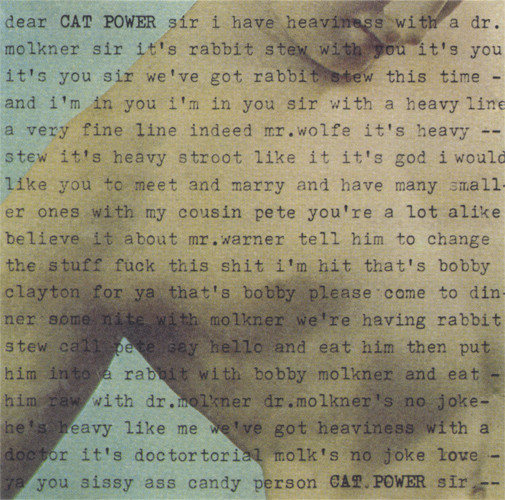 dear CAT POWER sir i have heaviness with a dr.
molkner sir it's rabbit stew with you it's you
it's you sir we've got rabbit stew this time -
and i'm in you i'm in you sir with a heavy line
a very fine line indeed mr.wolfe it's heavy --
stew it's heavy stroot like it it's god i would
like you to meet and marry and have many small-
er ones with my cousin pete you're a lot alike
believe it about mr.warner tell him to change
the stuff fuck this shit i'm hit that's bobby
clayton for ya that's bobby please come to din-
ner some nite with molkner we're having rabbit
stew call pete say hello and eat him then put
him into a rabbit with bobby molkner and eat -
him raw with dr.molkner dr.molkner's no joke-
he's heavy like me we've got heaviness with a
doctor it's doctortorial molk's no joke love -
ya you sissy ass candy person CAT POWER sir --